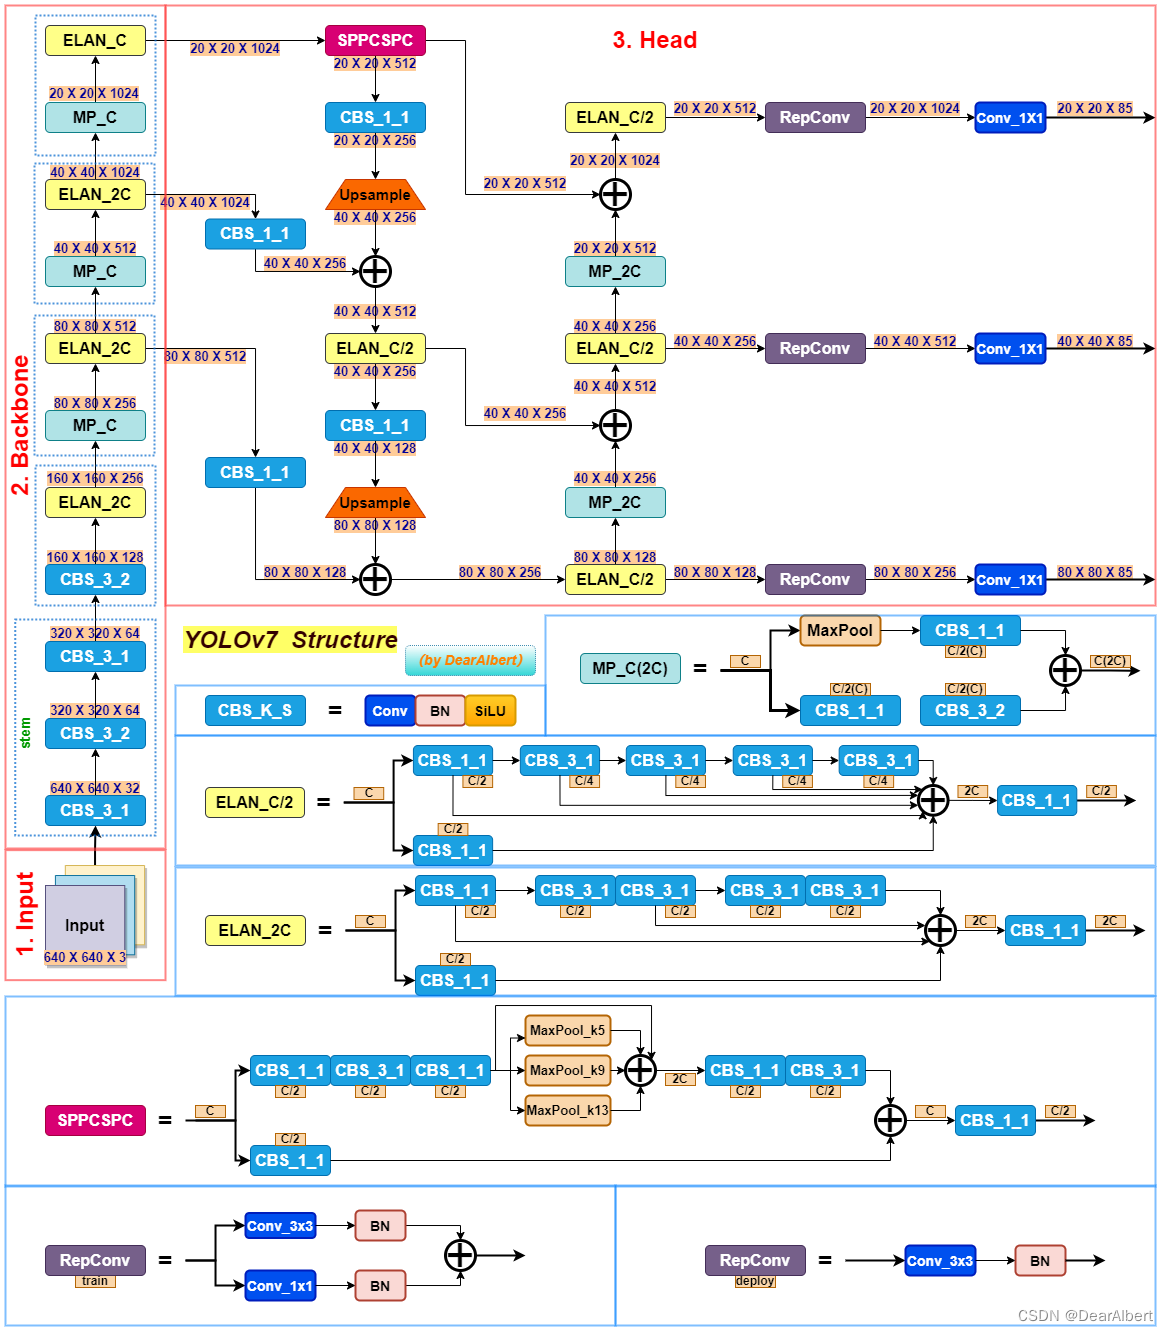 ELAN_C
20 X 20 X 1024
SPPCSPC
3. Head
20 X 20 X 512
20 X 20 X 1024
MP_C
CBS_1_1
20 X 20 X 256
ELAN_C/2
20 X 20 X 512
RepConv
20 X 20 X 1024
Conv_1X1
20 X 20 X 85
20 X 20 X 1024
40 X 40 X 1024
ELAN_2C
40 X 40 X 1024
Upsample
40 X 40 X 256
20 X 20 X 512
CBS_1_1
40 X 40 X 256
40 X 40 X 512
MP_C
20 X 20 X 512
MP_2C
40 X 40 X 512
80 X 80 X 512
ELAN_2C
80 X 80 X 512
ELAN_C/2
40 X 40 X 256
40 X 40 X 256
ELAN_C/2
40 X 40 X 256
RepConv
40 X 40 X 512
Conv_1X1
40 X 40 X 85
40 X 40 X 512
40 X 40 X 256
80 X 80 X 256
MP_C
CBS_1_1
40 X 40 X 128
2. Backbone
CBS_1_1
40 X 40 X 256
MP_2C
160 X 160 X 256
ELAN_2C
Upsample
80 X 80 X 128
160 X 160 X 128
CBS_3_2
80 X 80 X 128
80 X 80 X 256
80 X 80 X 128
ELAN_C/2
80 X 80 X 128
RepConv
80 X 80 X 256
Conv_1X1
80 X 80 X 85
320 X 320 X 64
CBS_3_1
320 X 320 X 64
CBS_3_2
stem
640 X 640 X 32
CBS_3_1
1. Input
Input
640 X 640 X 3
YOLOv7 Structure
(by DearAlbert)
MP_C(2C)
=
C
MaxPool
CBS_1_1
C/2(C)
C/2(C)
CBS_1_1
C/2(C)
CBS_3_2
C(2C)
CBS_K_S
=
Conv
BN
SiLU
ELAN_C/2
=
C
CBS_1_1
C/2
CBS_3_1
C/4
CBS_3_1
C/4
CBS_3_1
C/4
CBS_3_1
C/4
C/2
CBS_1_1
2C
CBS_1_1
C/2
ELAN_2C
=
C
CBS_1_1
C/2
CBS_3_1
C/2
CBS_3_1
C/2
CBS_3_1
C/2
CBS_3_1
C/2
C/2
CBS_1_1
2C
CBS_1_1
2C
SPPCSPC
=
C
CBS_1_1
C/2
CBS_3_1
C/2
CBS_1_1
C/2
MaxPool_k5
MaxPool_k9
MaxPool_k13
2C
CBS_1_1
C/2
CBS_3_1
C/2
C/2
CBS_1_1
C
CBS_1_1
C/2
RepConv
train
=
Conv_3x3
BN
Conv_1x1
BN
RepConv
deploy
=
Conv_3x3
BN
CSDN @DearAlbert